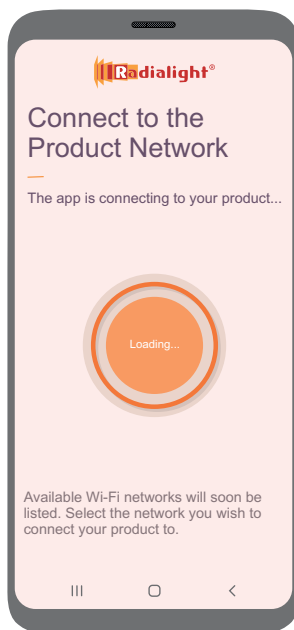 Radialight®
Connect to the
Product Network
The app is connecting to your product...
Loading...
Available Wi-Fi networks will soon be
listed. Select the network you wish to
connect your product to.